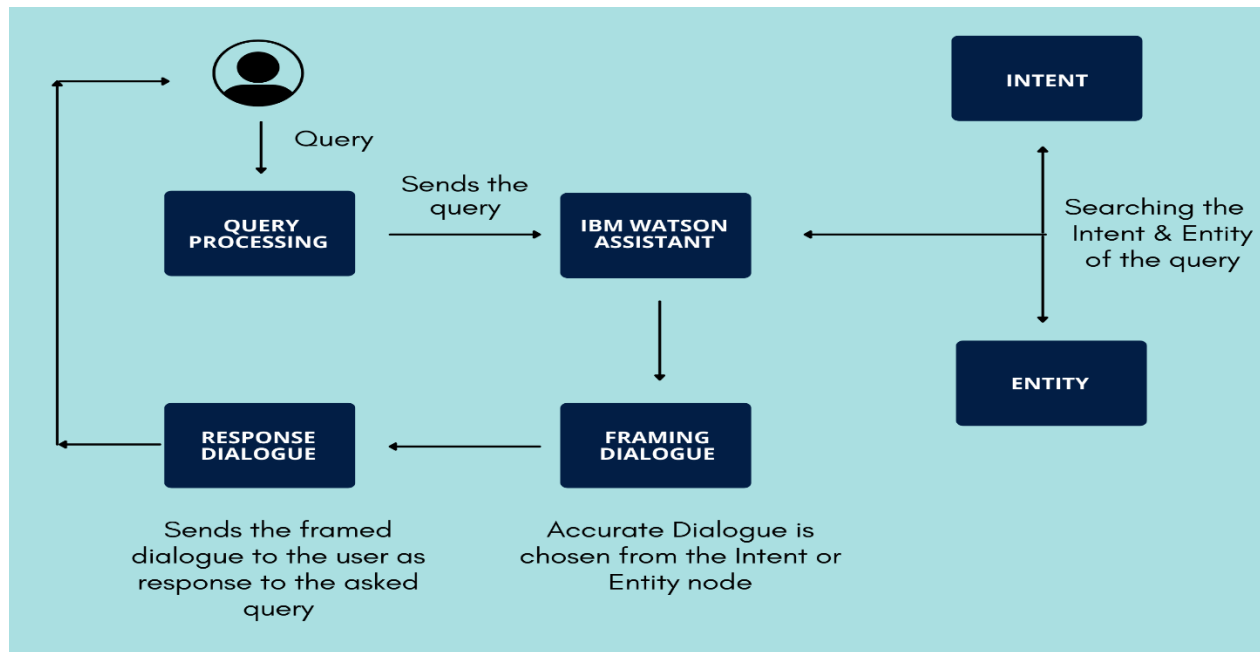 INTENT
Query
Sends the
query
QUERY
PROCESSING
IBM WATSON
ASSISTANT
Searching the
Intent & Entity
of the query
ENTITY
RESPONSE
DIALOGUE
FRAMING
DIALOGUE
Sends the framed
dialogue to the user as
response to the asked
query
Accurate Dialogue is
chosen from the Intent or
Entity node